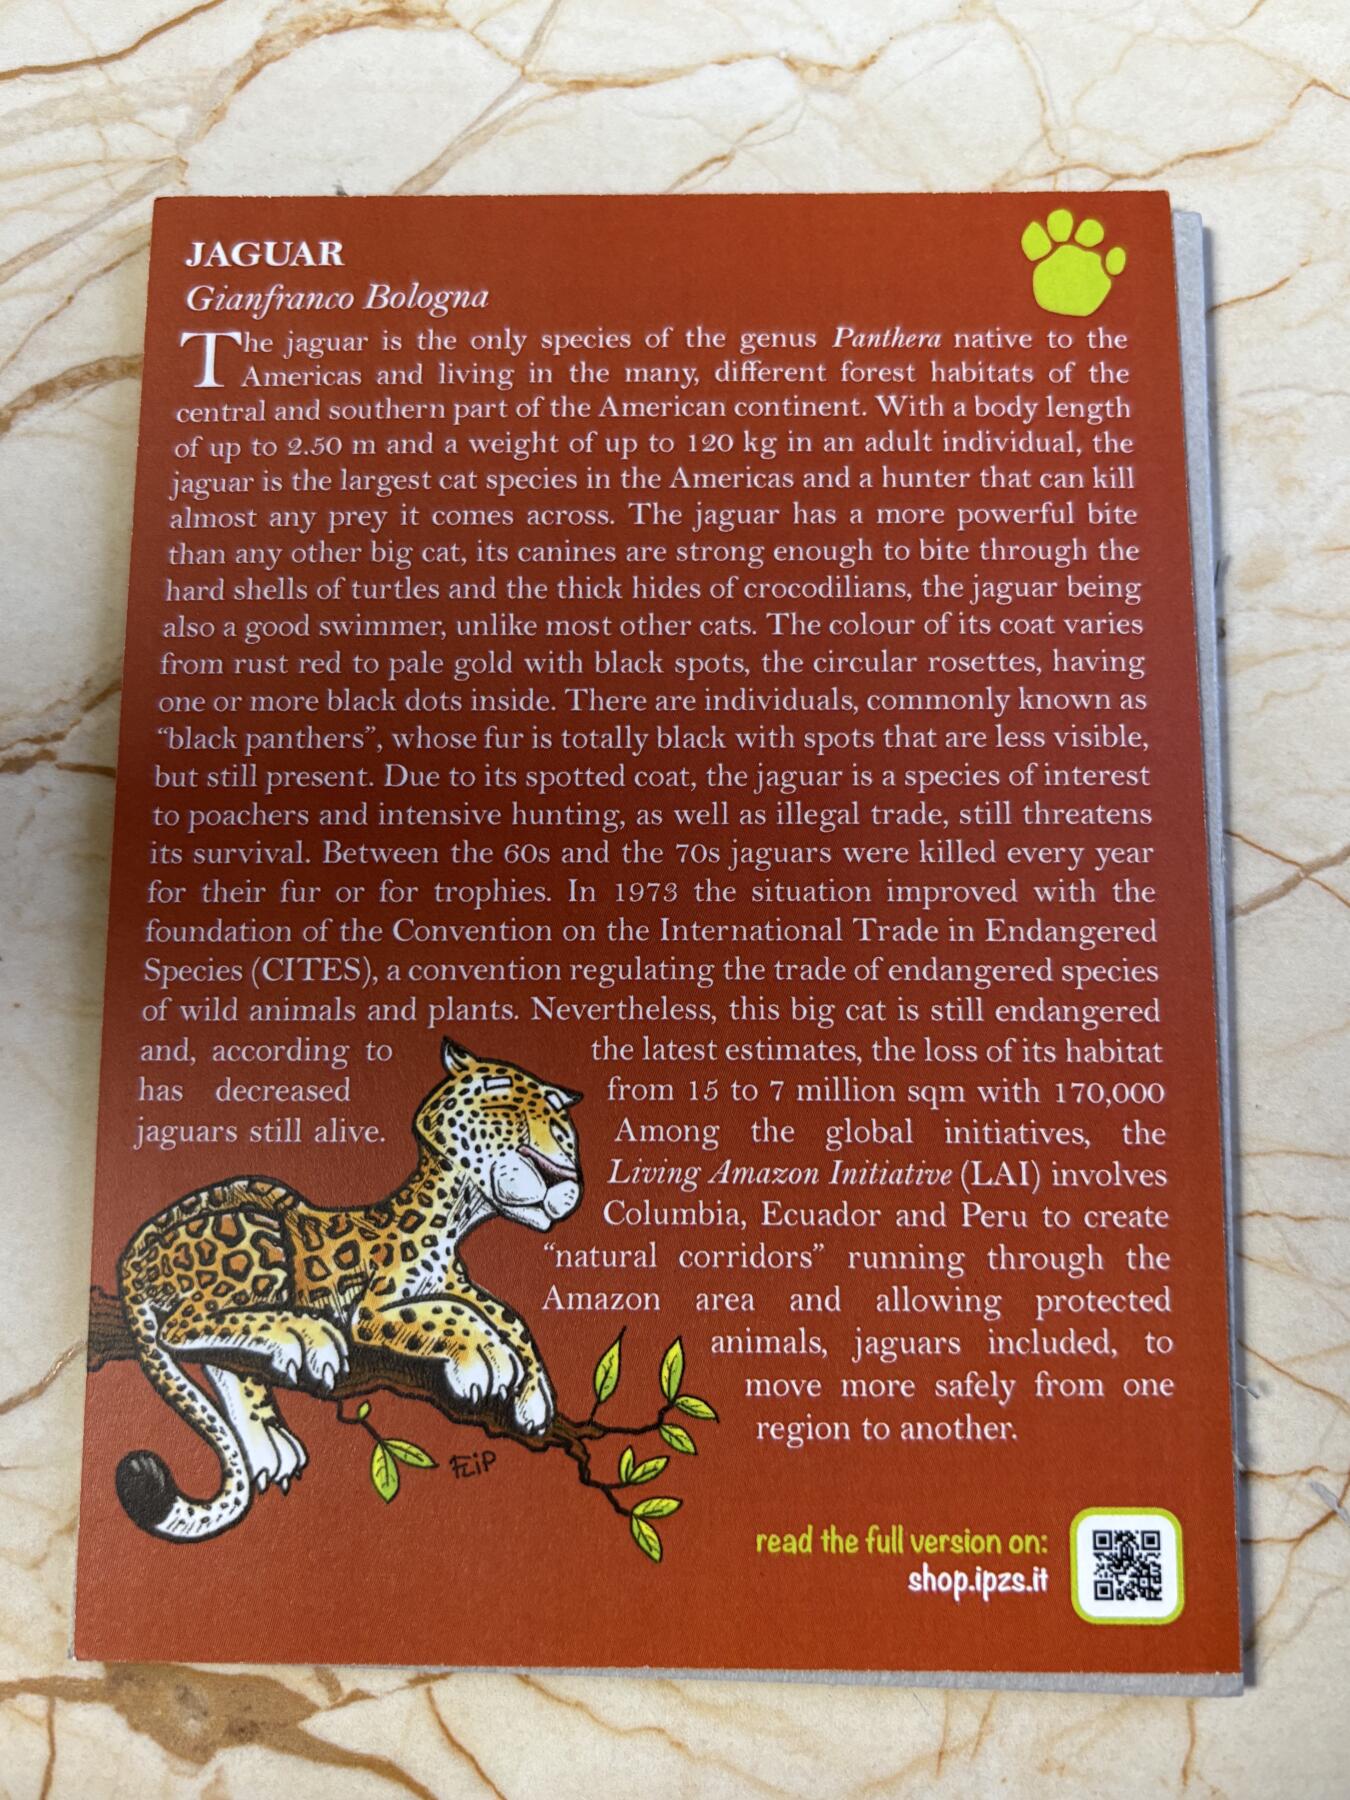 JAGUAR
Gianfranco Bologna
The jaguar is the only species of the genus Panthera native to the
Americas and living in the many, different forest habitats of the
central and southern part of the American continent. With a body length
of up to 2.50 m and a weight of up to 120 kg in an adult individual, the
jaguar is the largest cat species in the Americas and a hunter that can kill
almost any prey it comes across. The jaguar has a more powerful bite
than any other big cat, its canines are strong enough to bite through the
hard shells of turtles and the thick hides of crocodilians, the jaguar being
also a good swimmer, unlike most other cats. The colour of its coat varies
from rust red to pale gold with black spots, the circular rosettes, having
one or more black dots inside. There are individuals, commonly known as
“black panthers”, whose fur is totally black with spots that are less visible,
but still present. Due to its spotted coat, the jaguar is a species of interest
to poachers and intensive hunting, as well as illegal trade, still threatens
its survival. Between the 60s and the 70s jaguars were killed every year
for their fur or for trophies. In 1973 the situation improved with the
foundation of the Convention on the International Trade in Endangered
Species (CITES), a convention regulating the trade of endangered species
of wild animals and plants. Nevertheless, this big cat is still endangered
and, according to the latest estimates, the loss of its habitat
has decreased from 15 to 7 million sqm with 170,000
jaguars still alive. Among the global initiatives, the
Living Amazon Initiative (LAI) involves
Columbia, Ecuador and Peru to create
“natural corridors” running through the
Amazon area and allowing protected
animals, jaguars included, to
move more safely from one
region to another.
FLiP
read the full version on:
shop.ipzs.it